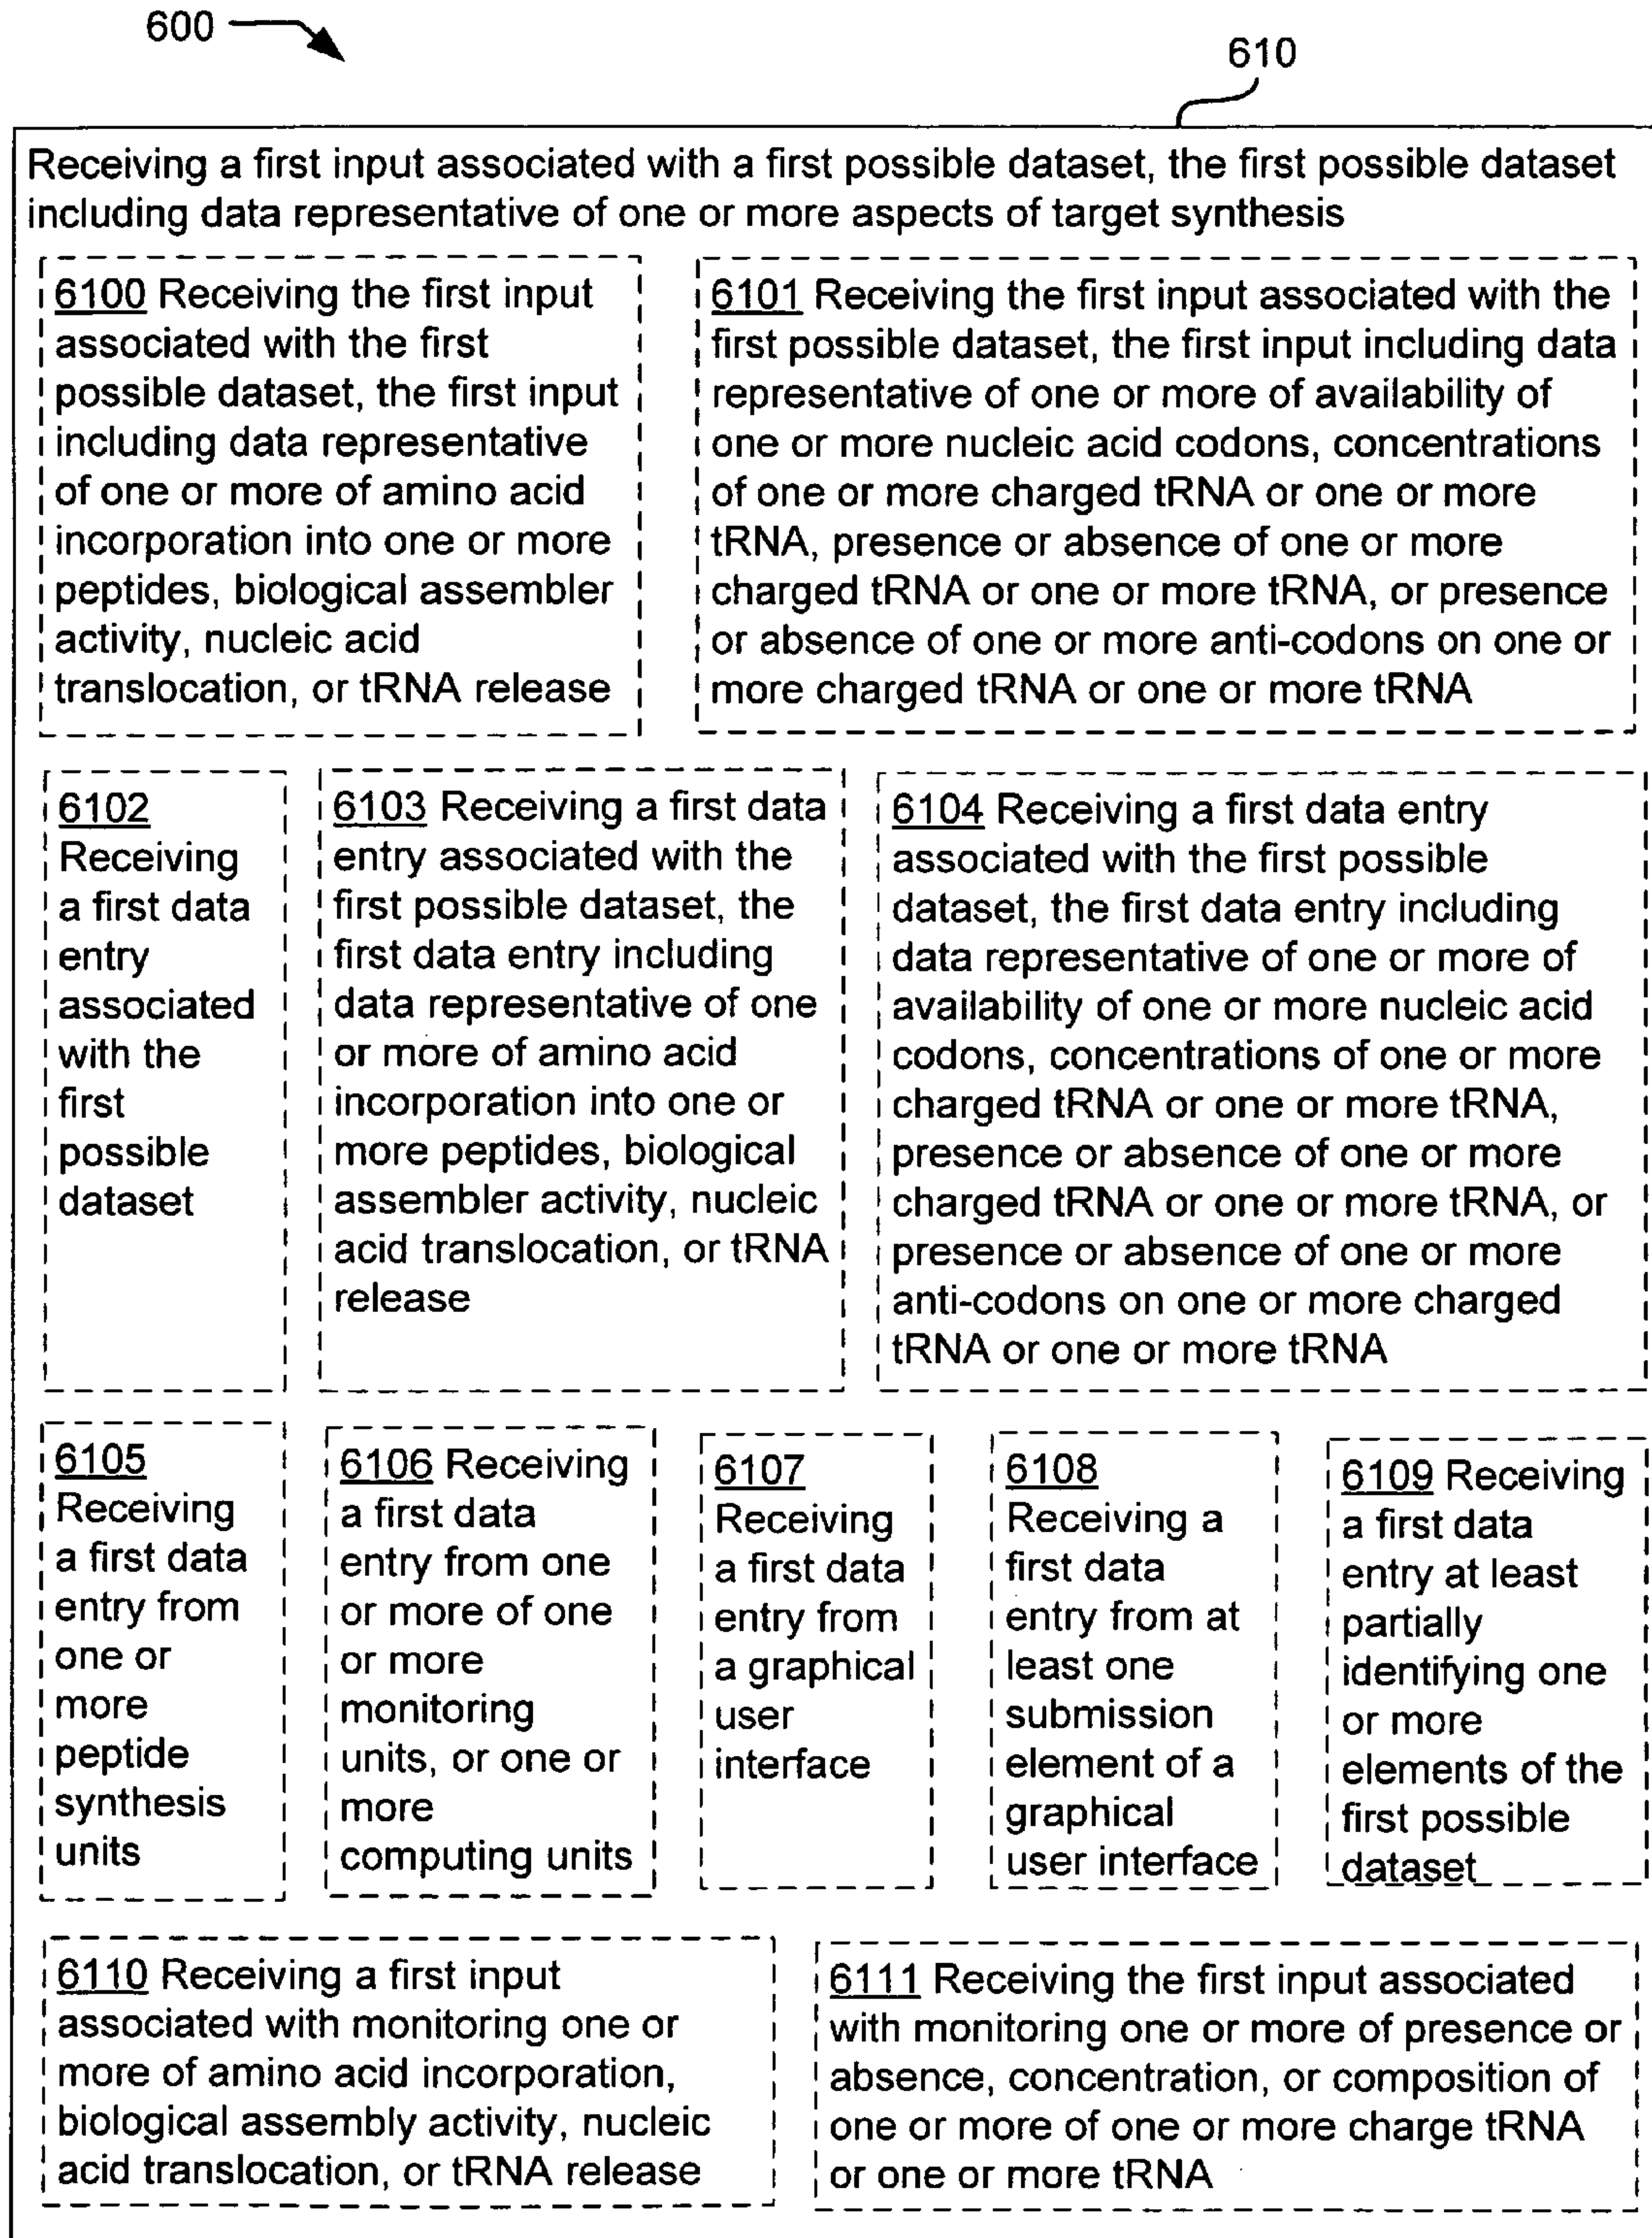 600
610
Receiving a first input associated with a first possible dataset, the first possible dataset
including data representative of one or more aspects of target synthesis
6100 Receiving the first input
associated with the first
possible dataset, the first input
including data representative
of one or more of amino acid
incorporation into one or more
peptides, biological assembler
activity, nucleic acid
translocation, or tRNA release
6101 Receiving the first input associated with the
first possible dataset, the first input including data
representative of one or more of availability of
one or more nucleic acid codons, concentrations
of one or more charged tRNA or one or more
tRNA, presence or absence of one or more
charged tRNA or one or more tRNA, or presence
or absence of one or more anti-codons on one or
more charged tRNA or one or more tRNA
6102
Receiving
a first data
entry
associated
with the
first
possible
dataset
6103 Receiving a first data
entry associated with the
first possible dataset, the
first data entry including
data representative of one
or more of amino acid
incorporation into one or
more peptides, biological
assembler activity, nucleic
acid translocation, or tRNA
release
6104 Receiving a first data entry
associated with the first possible
dataset, the first data entry including
data representative of one or more of
availability of one or more nucleic acid
codons, concentrations of one or more
charged tRNA or one or more tRNA,
presence or absence of one or more
charged tRNA or one or more tRNA, or
presence or absence of one or more
anti-codons on one or more charged
tRNA or one or more tRNA
6105
Receiving
a first data
entry from
one or
more
peptide
synthesis
units
6106 Receiving
a first data
entry from one
or more of one
or more
monitoring
units, or one or
more
computing units
6107
Receiving
a first data
entry from
a graphical
user
interface
6108
Receiving a
first data
entry from at
least one
submission
element of a
graphical
user interface
6109 Receiving
a first data
entry at least
partially
identifying one
or more
elements of the
first possible
dataset
6110 Receiving a first input
associated with monitoring one or
more of amino acid incorporation,
biological assembly activity, nucleic
acid translocation, or tRNA release
6111 Receiving the first input associated
with monitoring one or more of presence or
absence, concentration, or composition of
one or more of one or more charge tRNA
or one or more tRNA